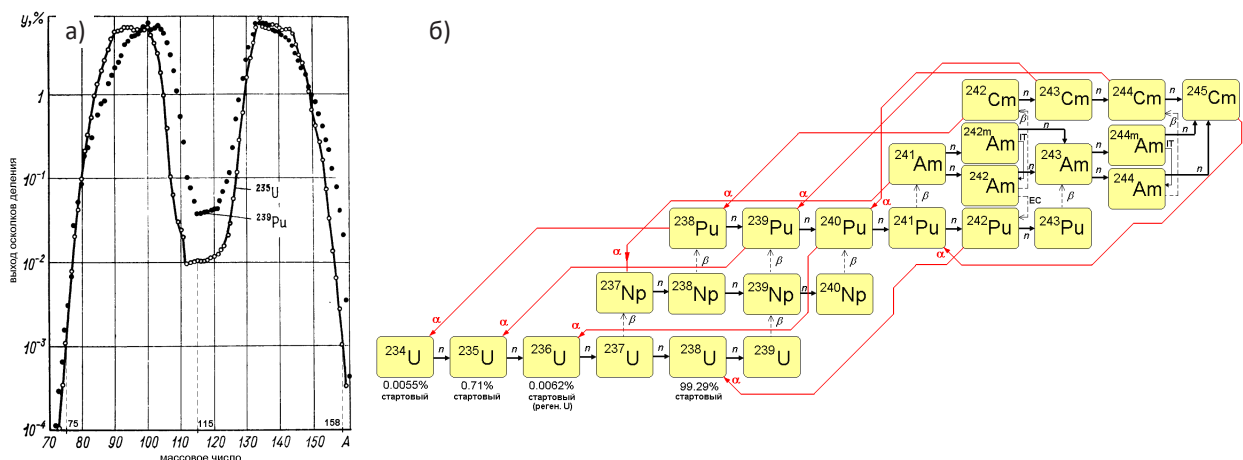 а)
y, %
1
10⁻¹
10⁻²
10⁻³
10⁻⁴
выход осколков деления
²³⁵U
²³⁹Pu
75
115
158
70 80 90 100 110 120 130 140 150 A
массовое число
б)
²⁴²Cm n ²⁴³Cm n ²⁴⁴Cm n ²⁴⁵Cm
β β
²⁴²ᵐAm n ²⁴⁴ᵐAm n
IT IT
²⁴¹Am n ²⁴³Am n
n ²⁴²Am n n ²⁴⁴Am n
α β EC β
²³⁸Pu n ²³⁹Pu n ²⁴⁰Pu n ²⁴¹Pu n ²⁴²Pu n ²⁴³Pu
α α α α
β β β
²³⁷Np n ²³⁸Np n ²³⁹Np n ²⁴⁰Np
α α α β β
²³⁴U n ²³⁵U n ²³⁶U n ²³⁷U n ²³⁸U n ²³⁹U
α
0.0055% 0.71% 0.0062% 99.29%
стартовый стартовый стартовый стартовый
(реген. U)